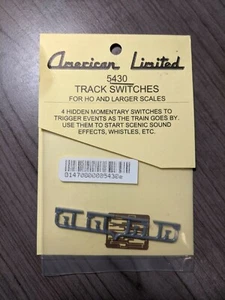 American Limited
5430
TRACK SWITCHES
FOR HO AND LARGER SCALES
4 HIDDEN MOMENTARY SWITCHES TO
TRIGGER EVENTS AS THE TRAIN GOES BY.
USE THEM TO START SCENIC SOUND
EFFECTS, WHISTLES, ETC.